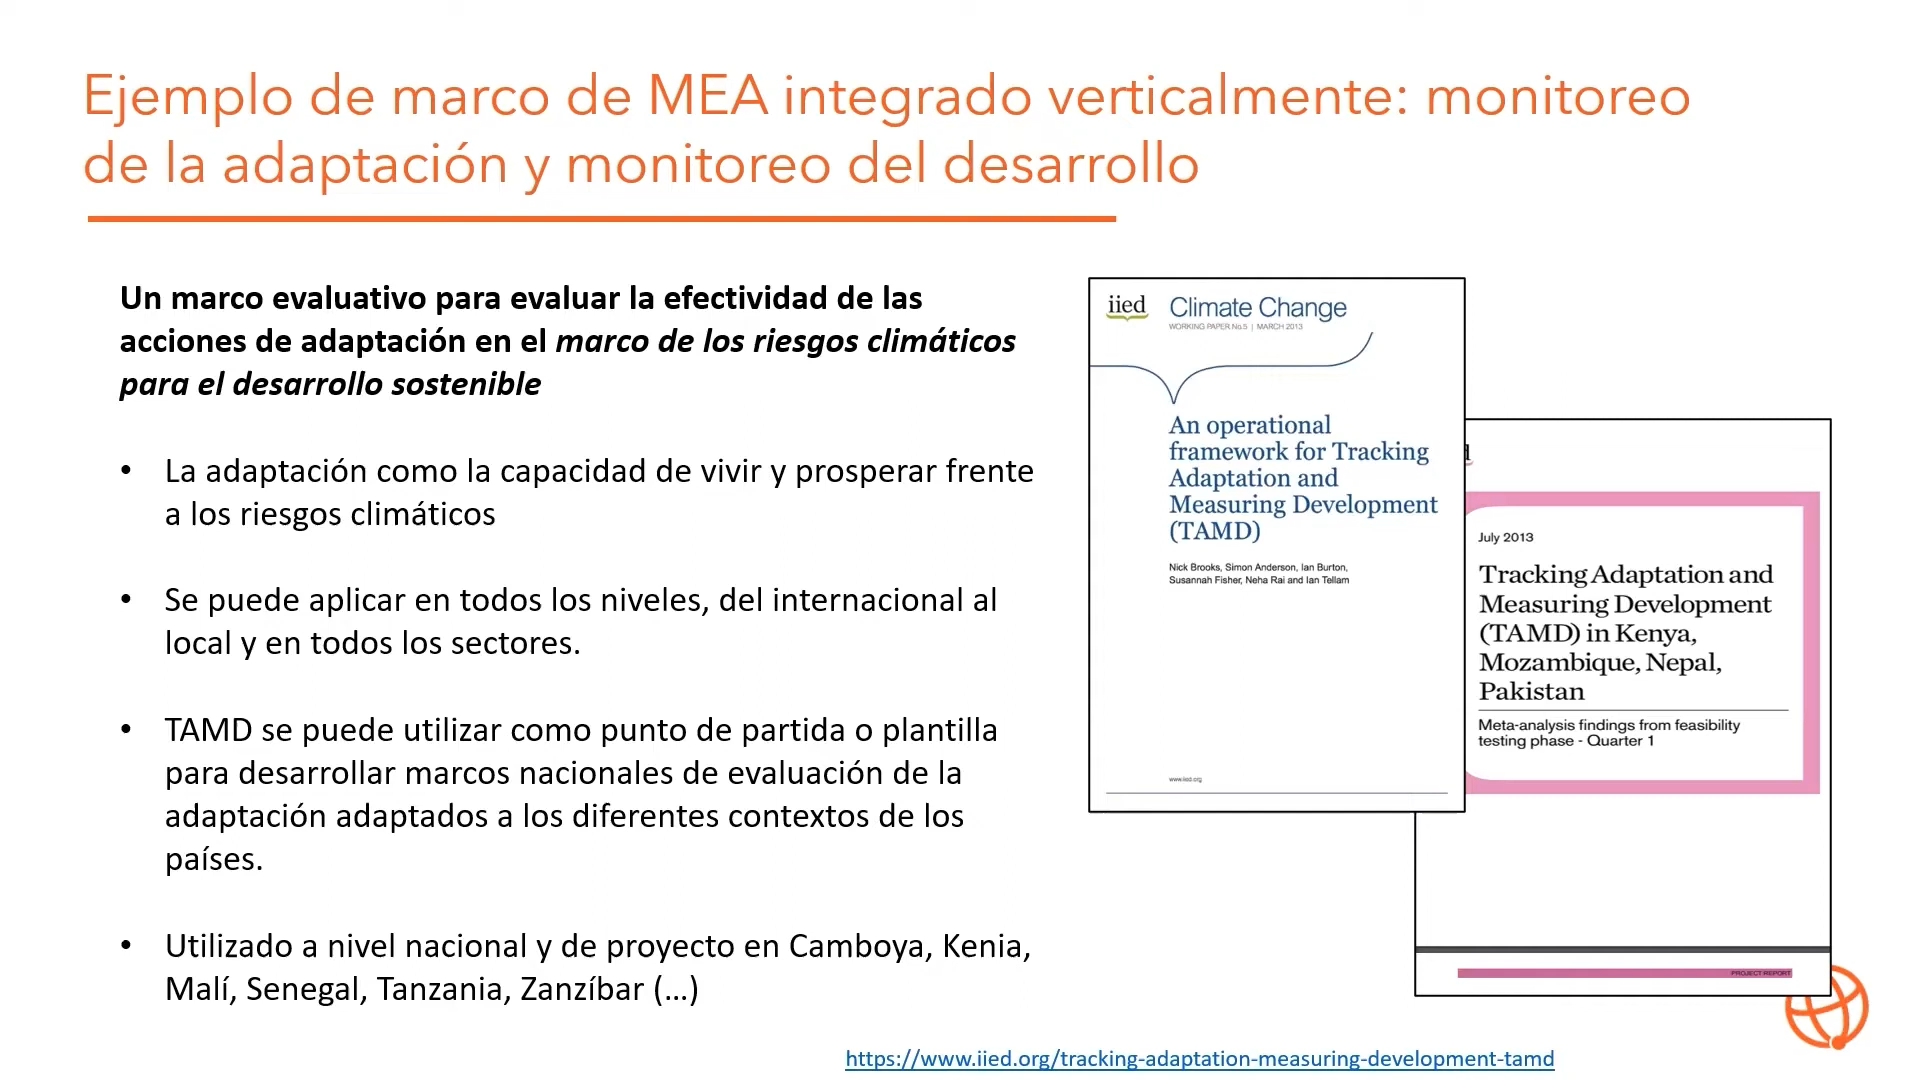 Ejemplo de marco de MEA integrado verticalmente: monitoreo
de la adaptación y monitoreo del desarrollo
Un marco evaluativo para evaluar la efectividad de las
acciones de adaptación en el marco de los riesgos climáticos
para el desarrollo sostenible
• La adaptación como la capacidad de vivir y prosperar frente
a los riesgos climáticos
• Se puede aplicar en todos los niveles, del internacional al
local y en todos los sectores.
• TAMD se puede utilizar como punto de partida o plantilla
para desarrollar marcos nacionales de evaluación de la
adaptación adaptados a los diferentes contextos de los
países.
• Utilizado a nivel nacional y de proyecto en Camboya, Kenia,
Malí, Senegal, Tanzania, Zanzíbar (...)
iied Climate Change
WORKING PAPER No.5 | MARCH 2013
An operational
framework for Tracking
Adaptation and
Measuring Development
(TAMD)
Nick Brooks, Simon Anderson, Ian Burton,
Susannah Fisher, Neha Rai and Ian Tellam
www.iied.org
July 2013
Tracking Adaptation and
Measuring Development
(TAMD) in Kenya,
Mozambique, Nepal,
Pakistan
Meta-analysis findings from feasibility
testing phase - Quarter 1
PROJECT REPORT
https://www.iied.org/tracking-adaptation-measuring-development-tamd